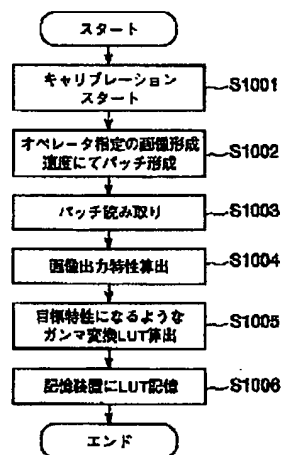 スタート
キャリブレーション
スタート
S1001
オペレータ指定の画像形成
速度にてパッチ形成
S1002
パッチ読み取り
S1003
画像出力特性算出
S1004
目標特性になるような
ガンマ変換LUT算出
S1005
記憶装置にLUT記憶
S1006
エンド